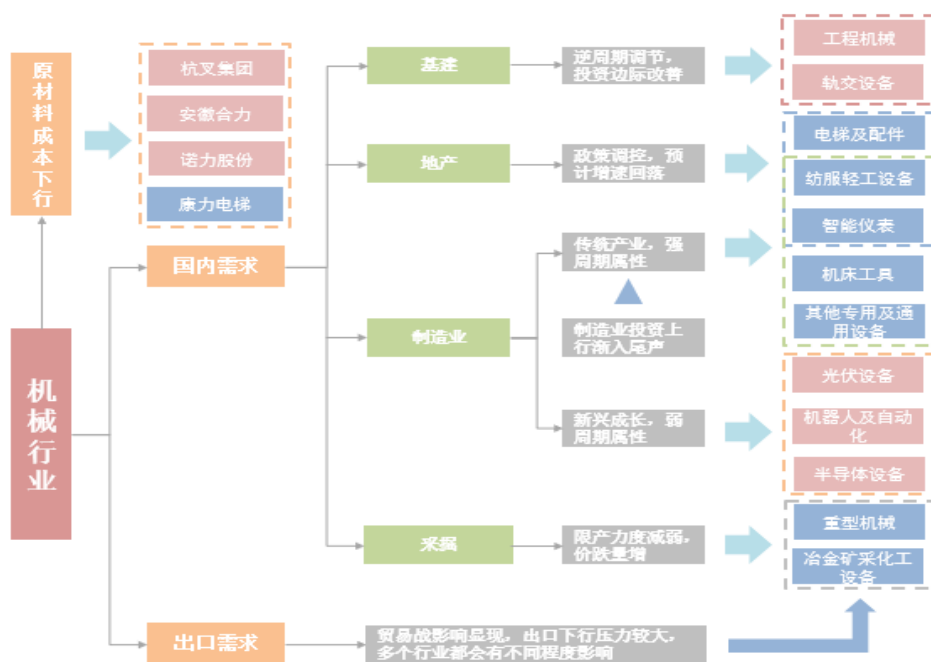 原材料成本下行
杭叉集团
安徽合力
诺力股份
康力电梯
机械行业
国内需求
出口需求
基建
地产
制造业
采掘
逆周期调节，
投资边际改善
政策调控，预
计增速回落
传统产业，强
周期属性
制造业投资上
行渐入尾声
新兴成长，弱
周期属性
限产力度减弱，
价跌量增
贸易战影响显现，出口下行压力较大，
多个行业都会有不同程度影响
工程机械
轨交设备
电梯及配件
纺服轻工设备
智能仪表
机床工具
其他专用及通
用设备
光伏设备
机器人及自动
化
半导体设备
重型机械
冶金矿采化工
设备